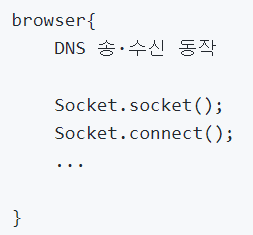 browser{
DNS 송·수신 동작
Socket.socket();
Socket.connect();
...
}